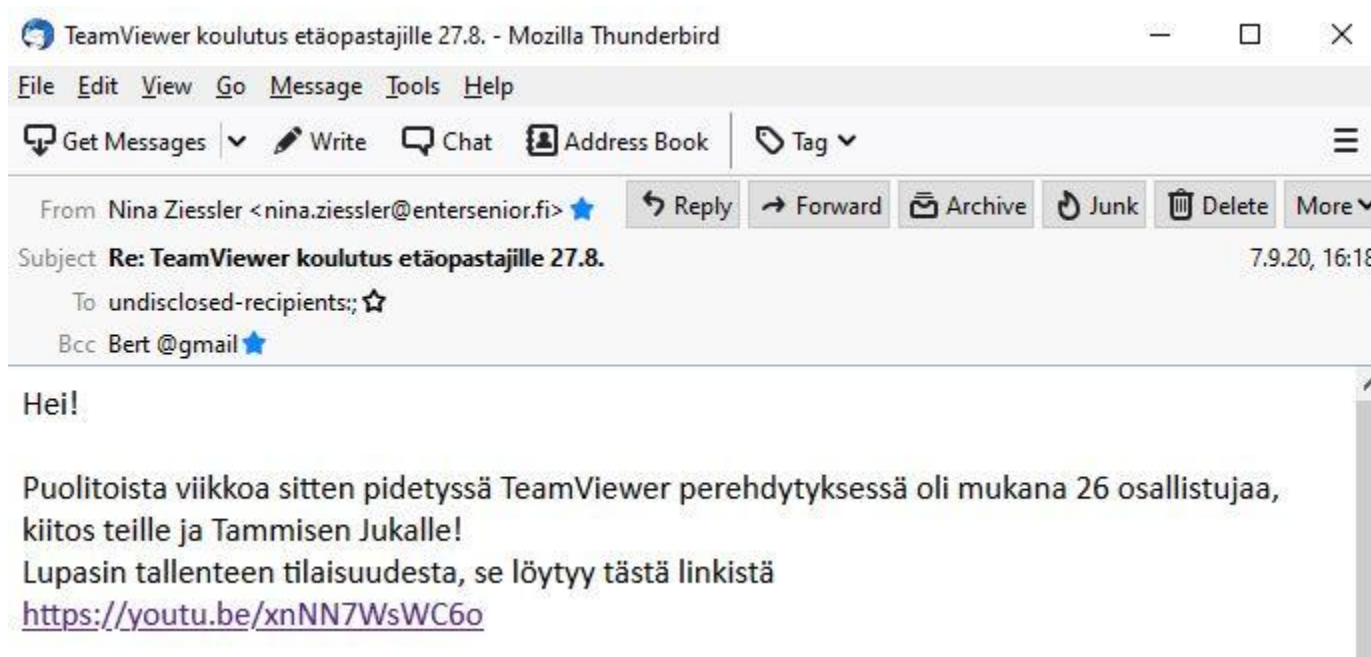 TeamViewer koulutus etäopastajille 27.8. - Mozilla Thunderbird
File Edit View Go Message Tools Help
Get Messages Write Chat Address Book Tag
From Nina Ziessler <nina.ziessler@entersenior.fi> Reply Forward Archive Junk Delete More
Subject Re: TeamViewer koulutus etäopastajille 27.8. 7.9.20, 16:18
To undisclosed-recipients:;
Bcc Bert @gmail
Hei!
Puolitoista viikkoa sitten pidetyssä TeamViewer perehdytyksessä oli mukana 26 osallistujaa,
kiitos teille ja Tammisen Jukalle!
Lupasin tallenteen tilaisuudesta, se löytyy tästä linkistä
https://youtu.be/xnNN7WsWC6o